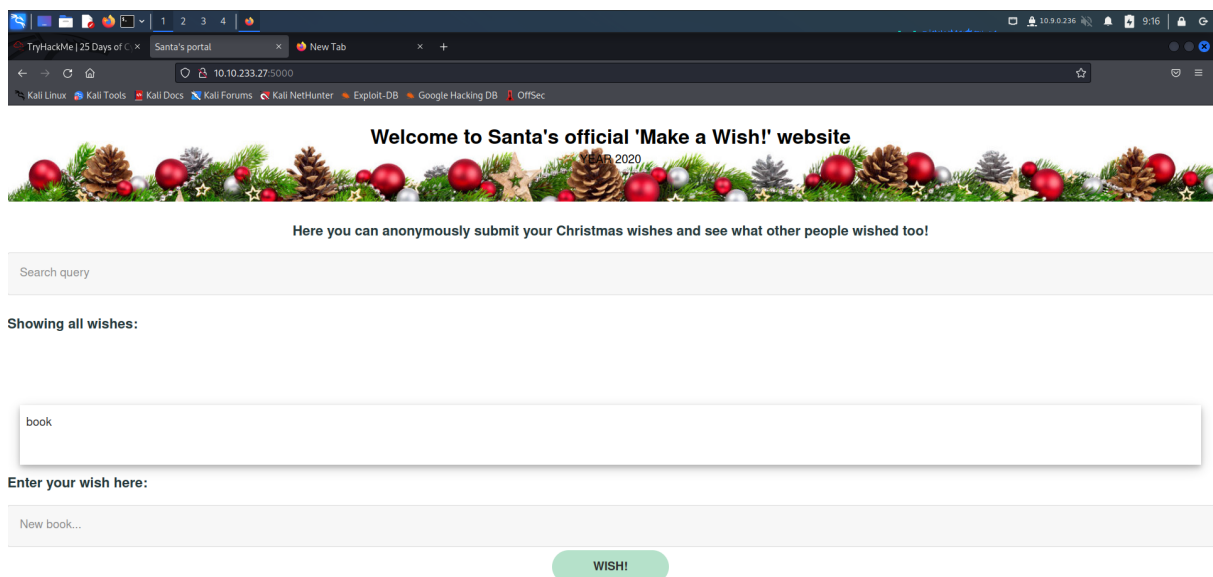 1 2 3 4 10.9.0.236 9:16
TryHackMe | 25 Days of C Santa's portal New Tab
10.10.233.27:5000
Kali Linux Kali Tools Kali Docs Kali Forums Kali NetHunter Exploit-DB Google Hacking DB OffSec
Welcome to Santa's official 'Make a Wish!' website
YEAR 2020
Here you can anonymously submit your Christmas wishes and see what other people wished too!
Search query
Showing all wishes:
book
Enter your wish here:
New book...
WISH!